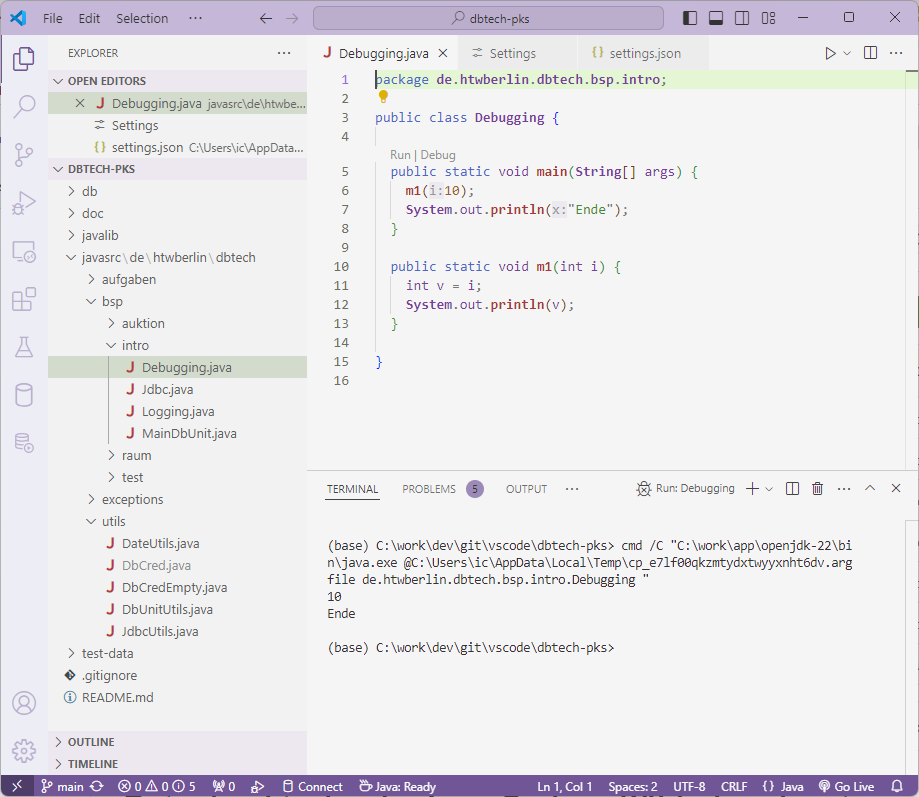 File Edit Selection ··· dbtech-pks
EXPLORER ···
OPEN EDITORS
Debugging.java javasrc\de\htwbe...
Settings
settings.json C:\Users\ic\AppData...
DBTECH-PKS
db
doc
javalib
javasrc\de\htwberlin\dbtech
aufgaben
bsp
auktion
intro
Debugging.java
Jdbc.java
Logging.java
MainDbUnit.java
raum
test
exceptions
utils
DateUtils.java
DbCred.java
DbCredEmpty.java
DbUnitUtils.java
JdbcUtils.java
test-data
.gitignore
README.md
OUTLINE
TIMELINE
Debugging.java Settings settings.json ···
1 package de.htwberlin.dbtech.bsp.intro;
2
3 public class Debugging {
4
Run | Debug
5 public static void main(String[] args) {
6 m1(i:10);
7 System.out.println(x:"Ende");
8 }
9
10 public static void m1(int i) {
11 int v = i;
12 System.out.println(v);
13 }
14
15 }
16
TERMINAL PROBLEMS 5 OUTPUT ··· Run: Debugging ···
(base) C:\work\dev\git\vscode\dbtech-pks> cmd /C "C:\work\app\openjdk-22\bi
n\java.exe @C:\Users\ic\AppData\Local\Temp\cp_e7lf00qkzmtydxtwyyxnht6dv.arg
file de.htwberlin.dbtech.bsp.intro.Debugging "
10
Ende
(base) C:\work\dev\git\vscode\dbtech-pks>
main 0 0 5 0 Connect Java: Ready Ln 1, Col 1 Spaces: 2 UTF-8 CRLF {} Java Go Live